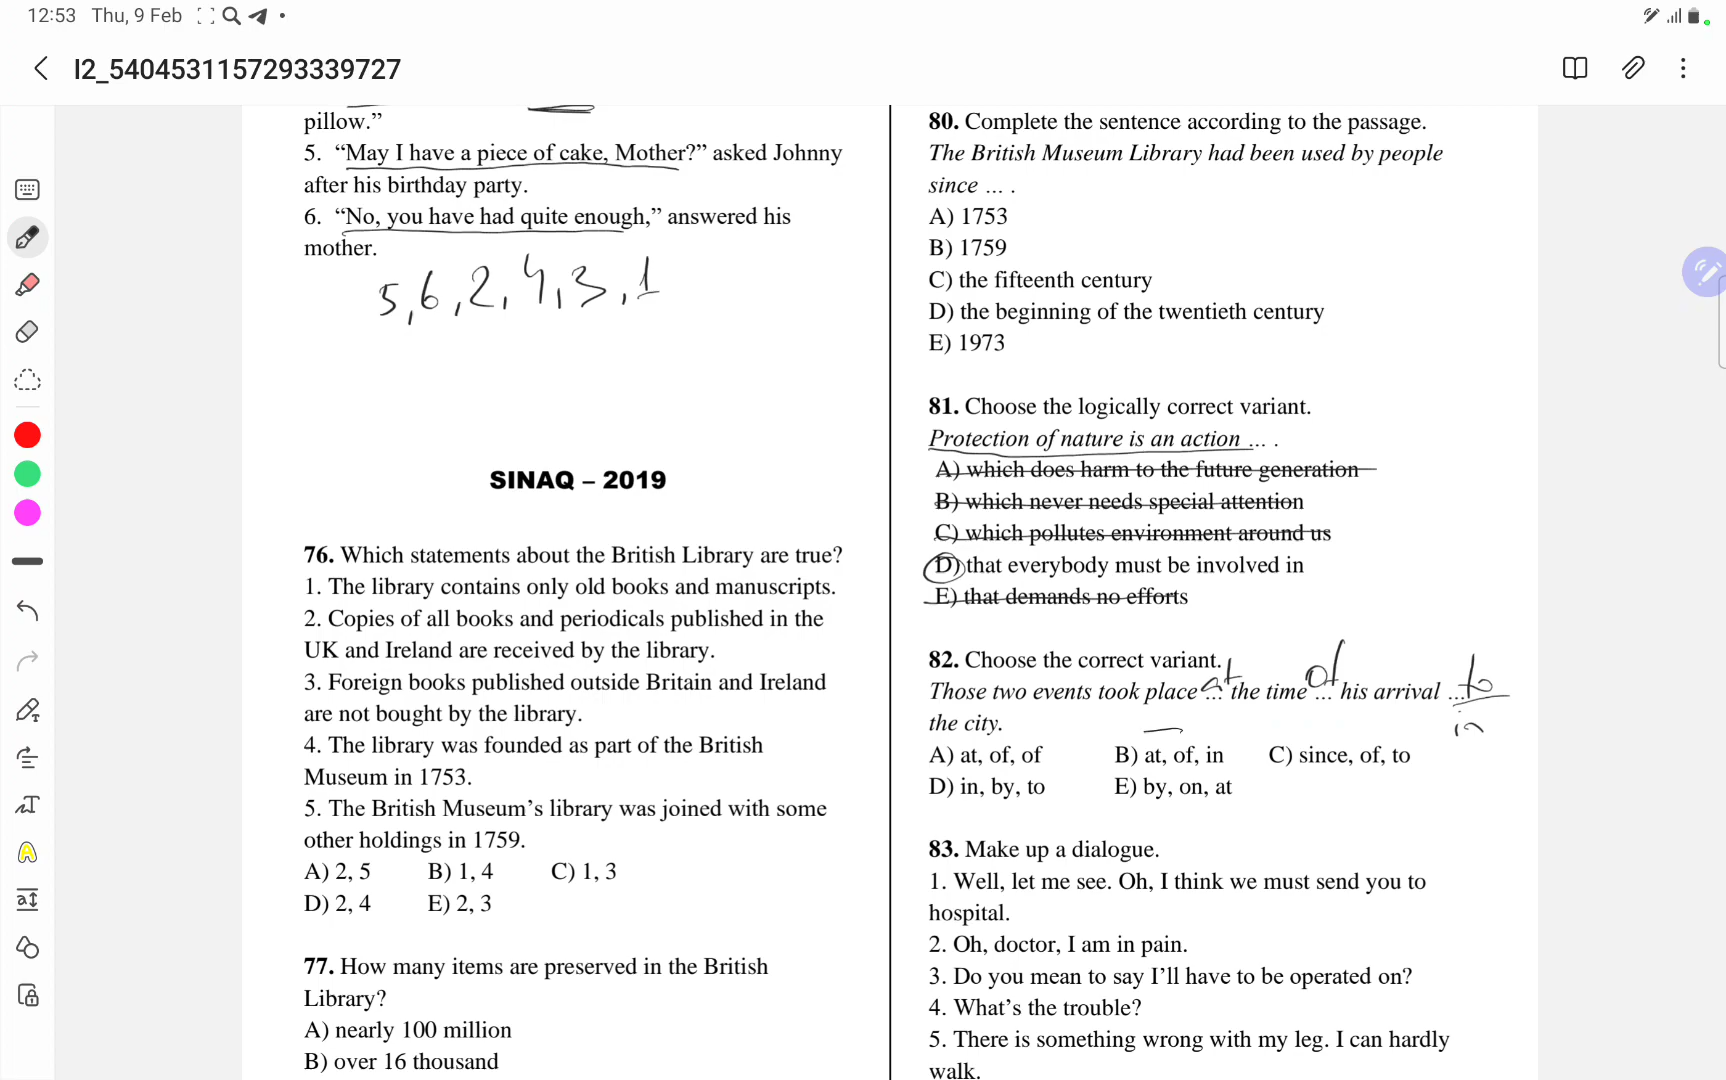 12:53 Thu, 9 Feb
I2_5404531157293339727
pillow.”
5. “May I have a piece of cake, Mother?” asked Johnny
after his birthday party.
6. “No, you have had quite enough,” answered his
mother.
5,6,2,4,3,1
SINAQ – 2019
76. Which statements about the British Library are true?
1. The library contains only old books and manuscripts.
2. Copies of all books and periodicals published in the
UK and Ireland are received by the library.
3. Foreign books published outside Britain and Ireland
are not bought by the library.
4. The library was founded as part of the British
Museum in 1753.
5. The British Museum’s library was joined with some
other holdings in 1759.
A) 2, 5 B) 1, 4 C) 1, 3
D) 2, 4 E) 2, 3
77. How many items are preserved in the British
Library?
A) nearly 100 million
B) over 16 thousand
80. Complete the sentence according to the passage.
The British Museum Library had been used by people
since ... .
A) 1753
B) 1759
C) the fifteenth century
D) the beginning of the twentieth century
E) 1973
81. Choose the logically correct variant.
Protection of nature is an action ... .
A) which does harm to the future generation
B) which never needs special attention
C) which pollutes environment around us
D) that everybody must be involved in
E) that demands no efforts
82. Choose the correct variant.
at of to
Those two events took place ... the time ... his arrival ...
the city.
in
A) at, of, of B) at, of, in C) since, of, to
D) in, by, to E) by, on, at
83. Make up a dialogue.
1. Well, let me see. Oh, I think we must send you to
hospital.
2. Oh, doctor, I am in pain.
3. Do you mean to say I’ll have to be operated on?
4. What’s the trouble?
5. There is something wrong with my leg. I can hardly
walk.